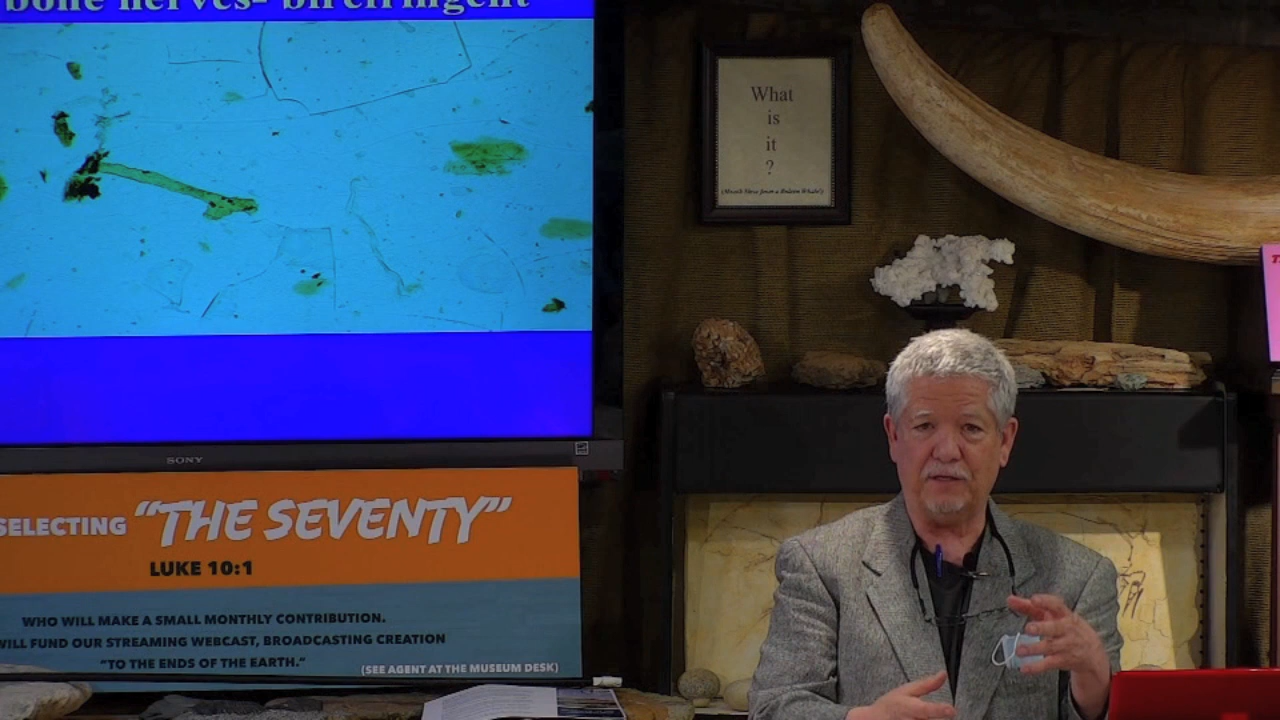 bone nerves- birefringent
SONY
SELECTING "THE SEVENTY"
LUKE 10:1
WHO WILL MAKE A SMALL MONTHLY CONTRIBUTION.
WILL FUND OUR STREAMING WEBCAST, BROADCASTING CREATION
"TO THE ENDS OF THE EARTH."
(SEE AGENT AT THE MUSEUM DESK)
What
is
it
?